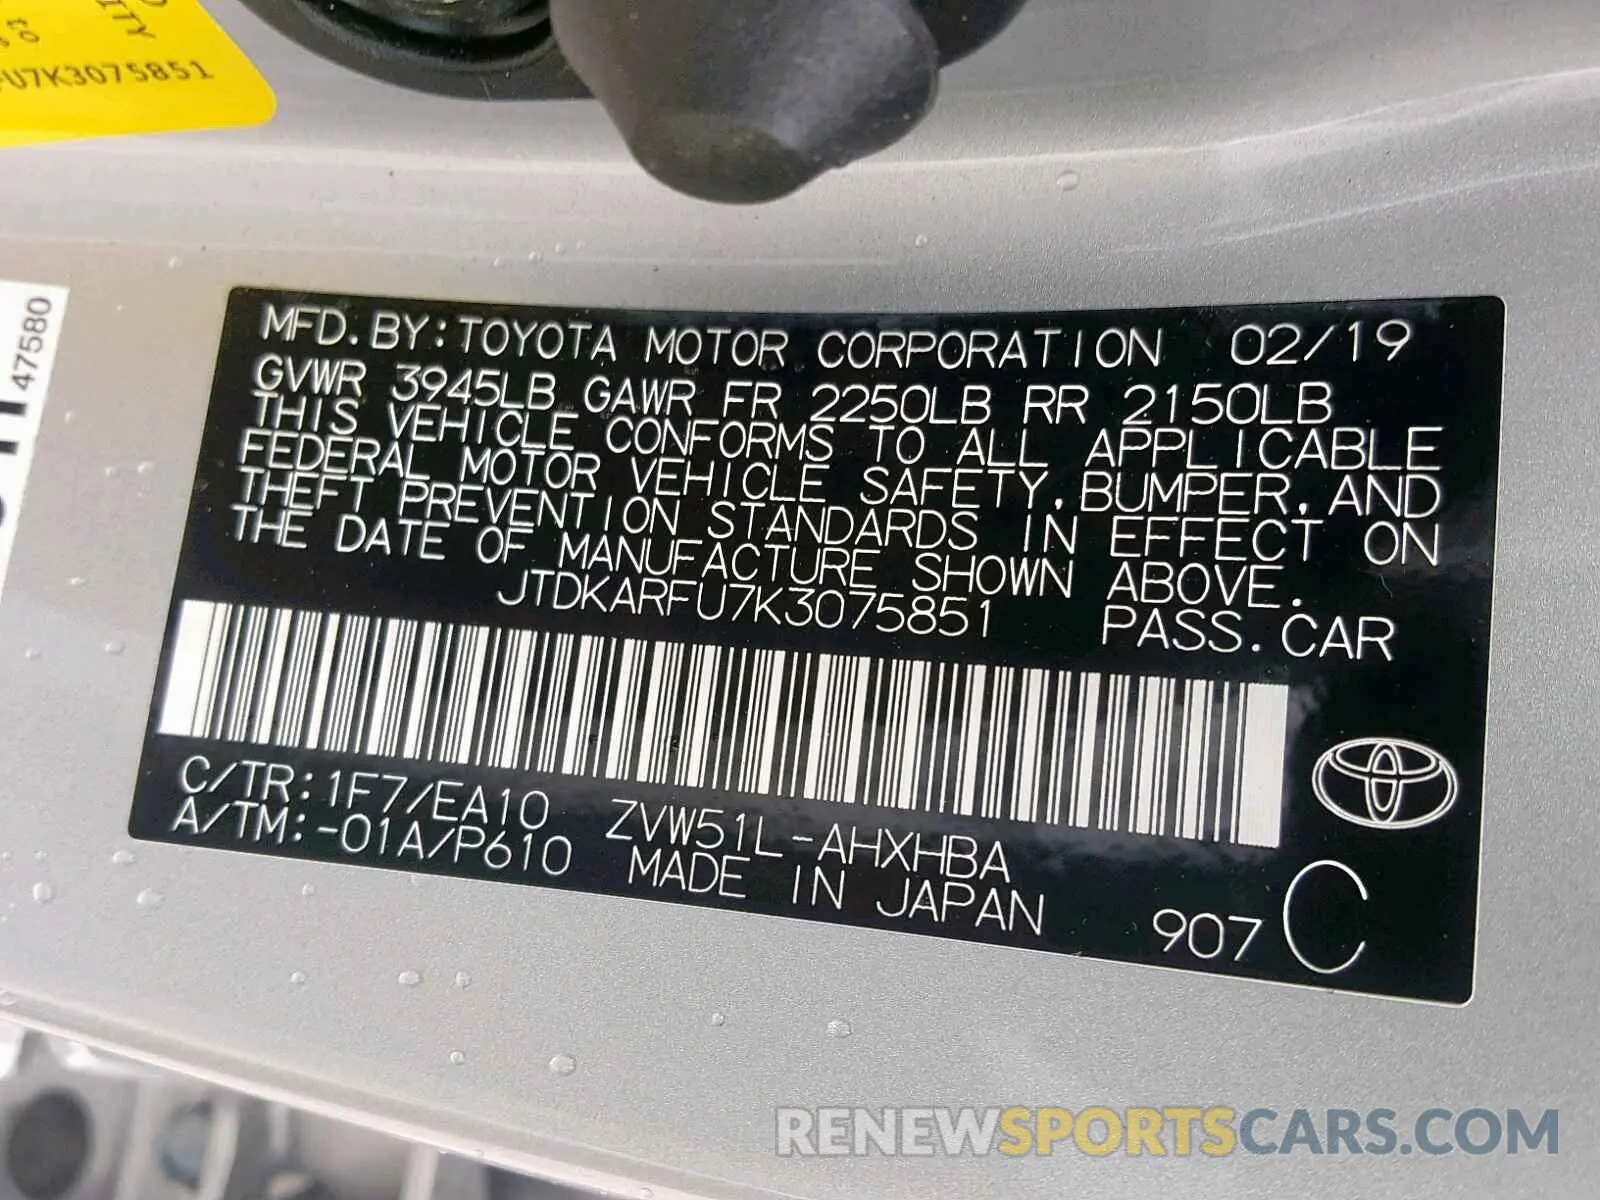 ITY
FU7K3075851
47580
MFD. BY: TOYOTA MOTOR CORPORATION 02/19
GVWR 3945LB GAWR FR 2250LB RR 2150LB
THIS VEHICLE CONFORMS TO ALL APPLICABLE
FEDERAL MOTOR VEHICLE SAFETY, BUMPER, AND
THEFT PREVENTION STANDARDS IN EFFECT ON
THE DATE OF MANUFACTURE SHOWN ABOVE.
JTDKARFU7K3075851 PASS. CAR
C/TR: 1F7/EA10 ZVW51L-AHXHBA
A/TM: -01A/P610 MADE IN JAPAN
907 C
RENEWSPORTSCARS.COM